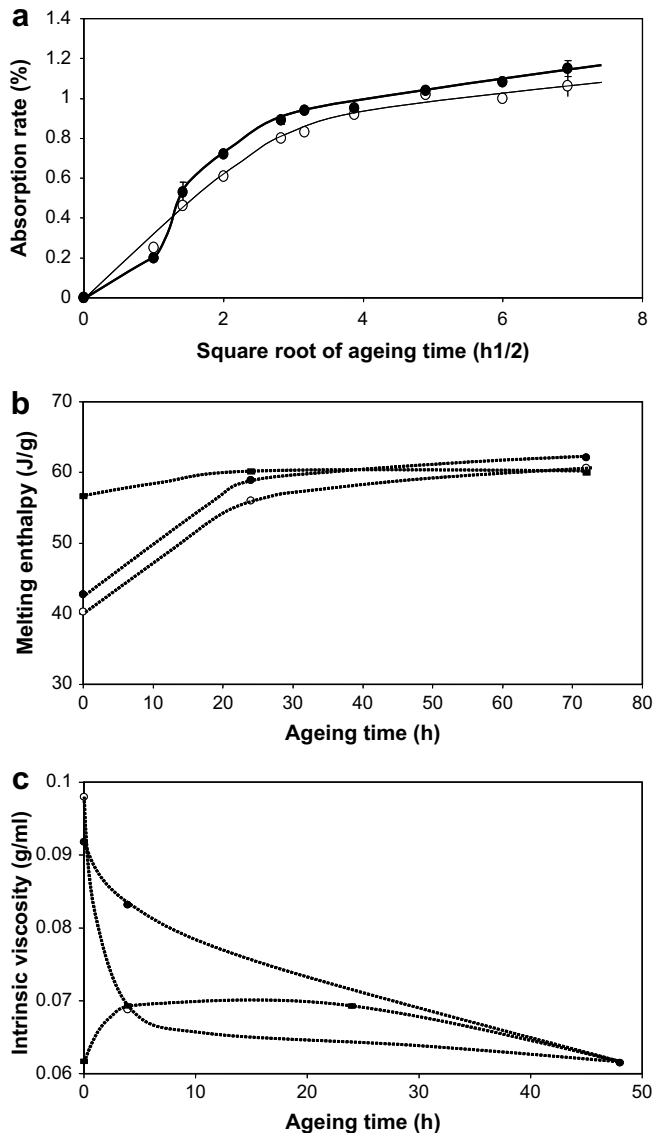 a
1.4
1.2
1
0.8
0.6
0.4
0.2
0
Absorption rate (%)
0 2 4 6 8
Square root of ageing time (h1/2)
b
70
60
50
40
30
Melting enthalpy (J/g)
0 10 20 30 40 50 60 70 80
Ageing time (h)
c
0.1
0.09
0.08
0.07
0.06
Intrinsic viscosity (g/ml)
0 10 20 30 40 50
Ageing time (h)